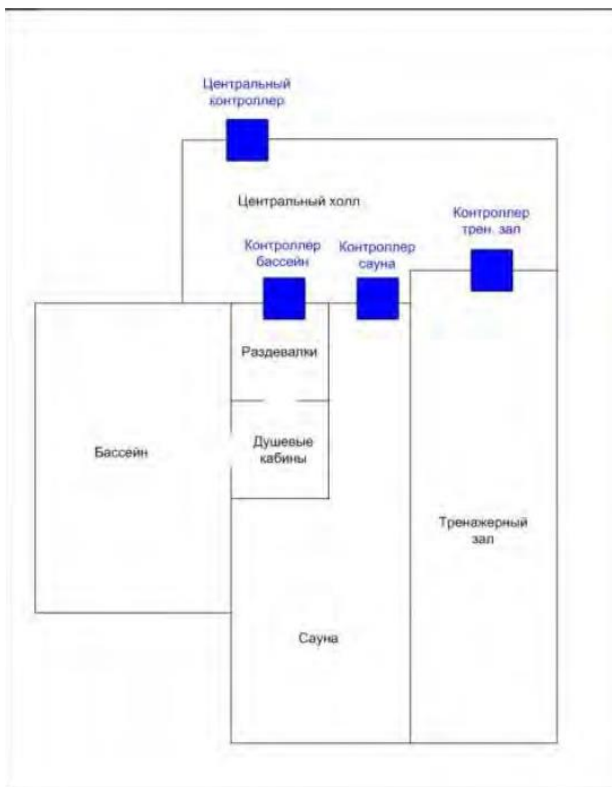 Центральный
контроллер
Центральный холл
Контроллер
трен. зал
Контроллер
бассейн
Контроллер
сауна
Раздевалки
Душевые
кабины
Бассейн
Тренажерный
зал
Сауна